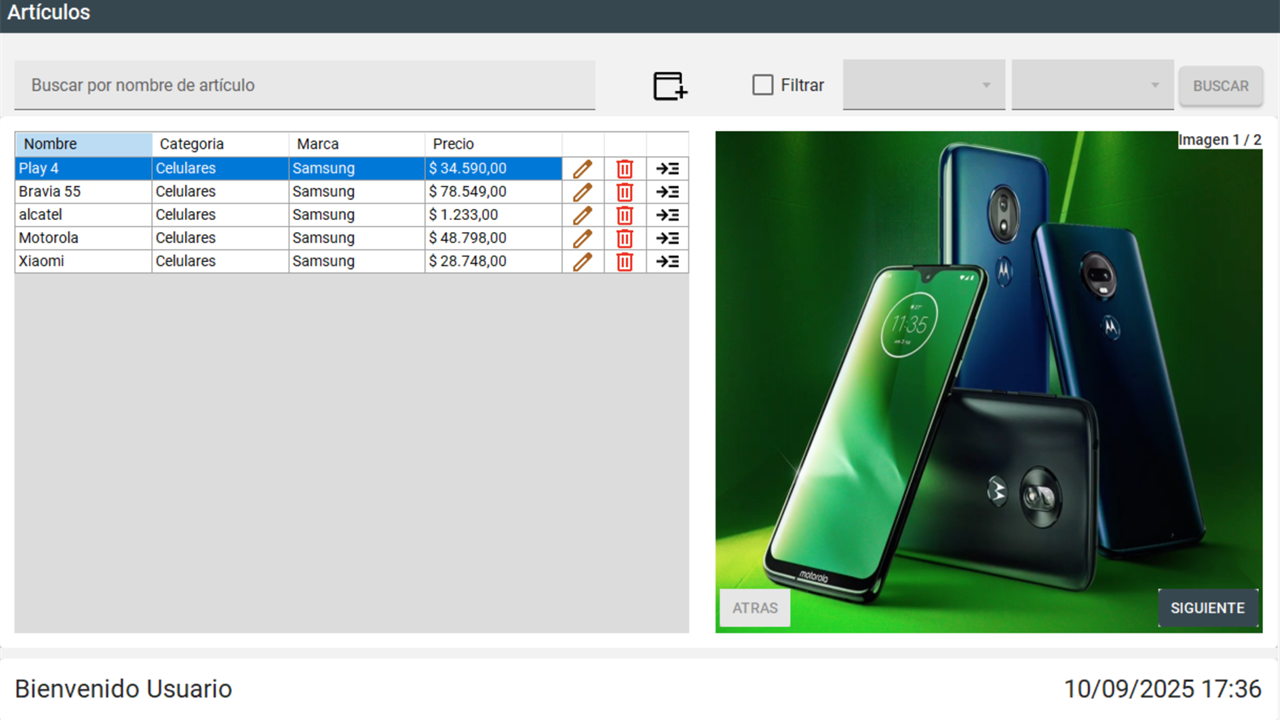 Artículos
Buscar por nombre de artículo
Filtrar
BUSCAR
Nombre Categoria Marca Precio
Play 4 Celulares Samsung $ 34.590,00
Bravia 55 Celulares Samsung $ 78.549,00
alcatel Celulares Samsung $ 1.233,00
Motorola Celulares Samsung $ 48.798,00
Xiaomi Celulares Samsung $ 28.748,00
Imagen 1 / 2
11:35
motorola
ATRAS
SIGUIENTE
Bienvenido Usuario
10/09/2025 17:36